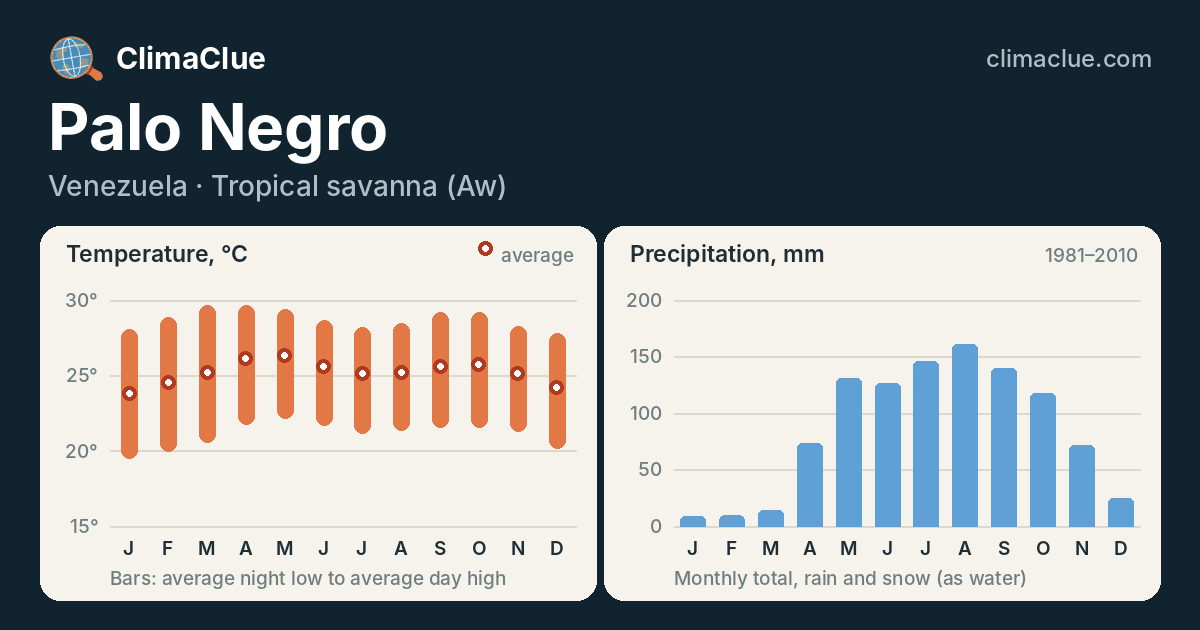 ClimaClue
climaclue.com
Palo Negro
Venezuela · Tropical savanna (Aw)
Temperature, °C
average
30°
25°
20°
15°
J F M A M J J A S O N D
Bars: average night low to average day high
Precipitation, mm
1981–2010
200
150
100
50
0
J F M A M J J A S O N D
Monthly total, rain and snow (as water)